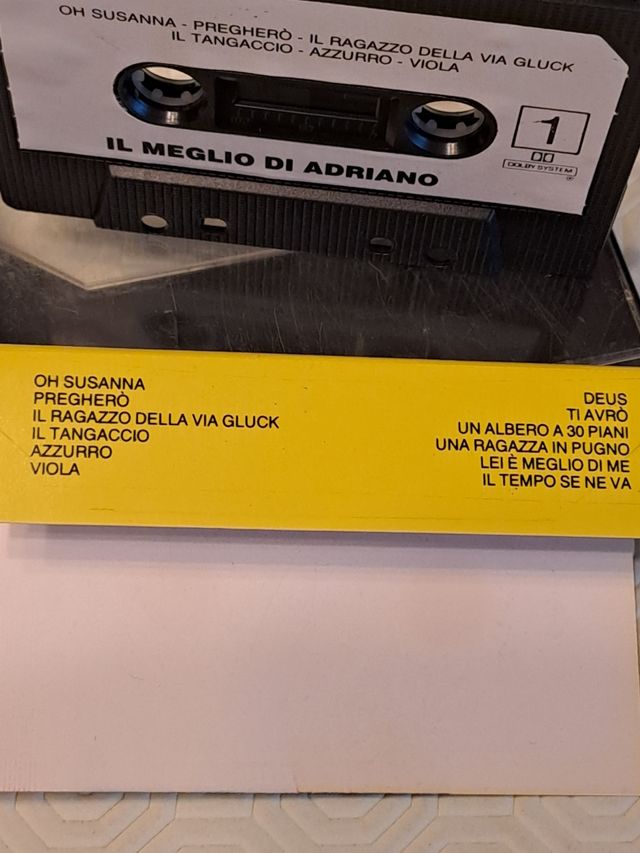 OH SUSANNA - PREGHERÒ - IL RAGAZZO DELLA VIA GLUCK
IL TANGACCIO - AZZURRO - VIOLA
1
DOLBY SYSTEM
IL MEGLIO DI ADRIANO
OH SUSANNA
PREGHERÒ
IL RAGAZZO DELLA VIA GLUCK
IL TANGACCIO
AZZURRO
VIOLA
DEUS
TI AVRÒ
UN ALBERO A 30 PIANI
UNA RAGAZZA IN PUGNO
LEI È MEGLIO DI ME
IL TEMPO SE NE VA